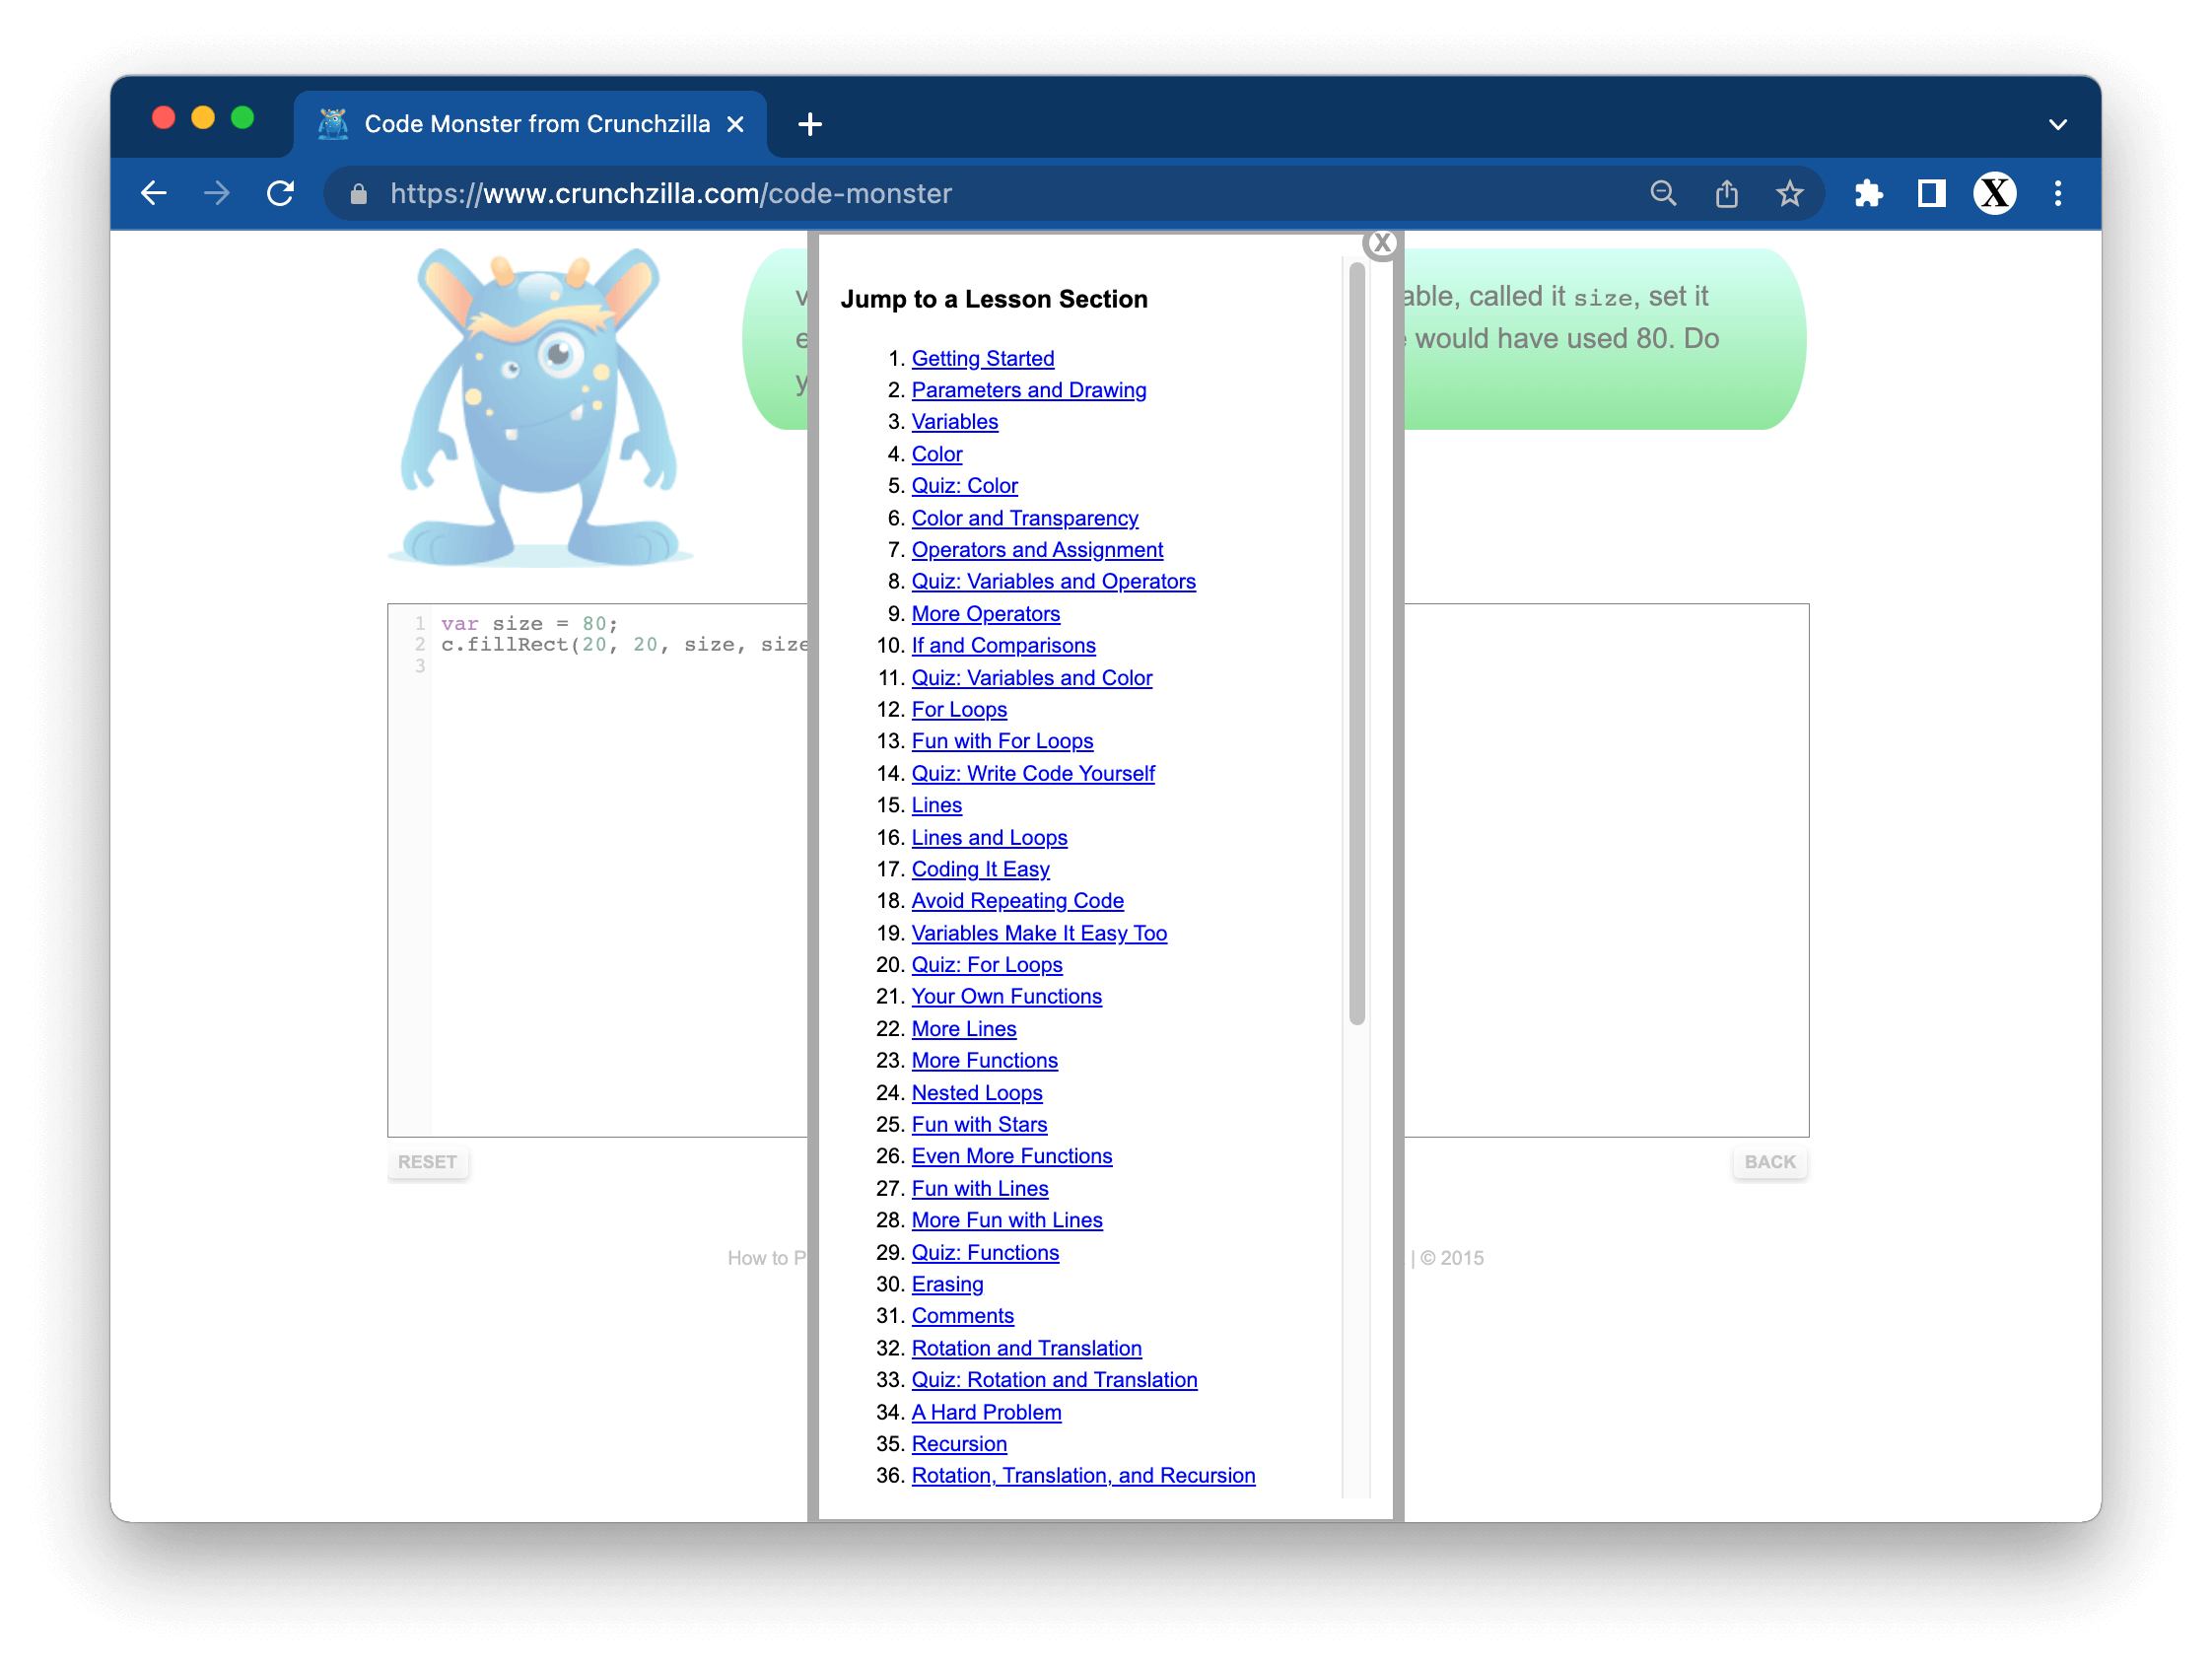 Code Monster from Crunchzilla
https://www.crunchzilla.com/code-monster
X
able, called it size, set it
would have used 80. Do
X
Jump to a Lesson Section
1. Getting Started
2. Parameters and Drawing
3. Variables
4. Color
5. Quiz: Color
6. Color and Transparency
7. Operators and Assignment
8. Quiz: Variables and Operators
9. More Operators
10. If and Comparisons
11. Quiz: Variables and Color
12. For Loops
13. Fun with For Loops
14. Quiz: Write Code Yourself
15. Lines
16. Lines and Loops
17. Coding It Easy
18. Avoid Repeating Code
19. Variables Make It Easy Too
20. Quiz: For Loops
21. Your Own Functions
22. More Lines
23. More Functions
24. Nested Loops
25. Fun with Stars
26. Even More Functions
27. Fun with Lines
28. More Fun with Lines
29. Quiz: Functions
30. Erasing
31. Comments
32. Rotation and Translation
33. Quiz: Rotation and Translation
34. A Hard Problem
35. Recursion
36. Rotation, Translation, and Recursion
1 var size = 80;
2 c.fillRect(20, 20, size, size
3
RESET
BACK
How to P
| © 2015